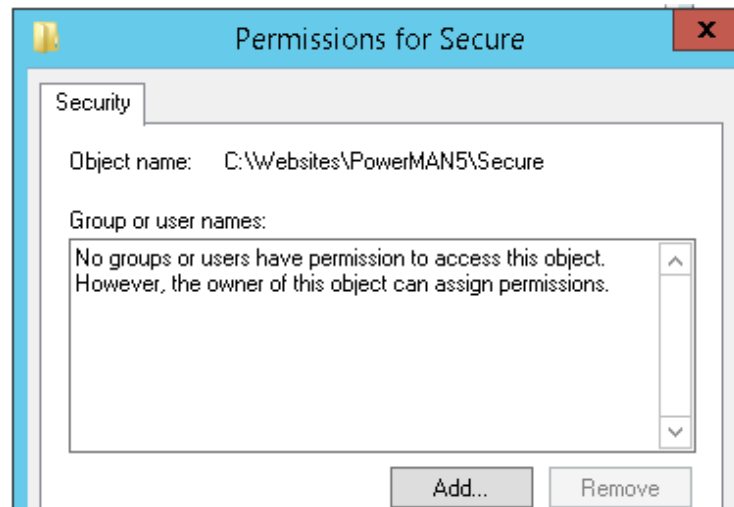 Permissions for Secure
x
Security
Object name: C:\Websites\PowerMAN5\Secure
Group or user names:
No groups or users have permission to access this object.
However, the owner of this object can assign permissions.
Add... Remove